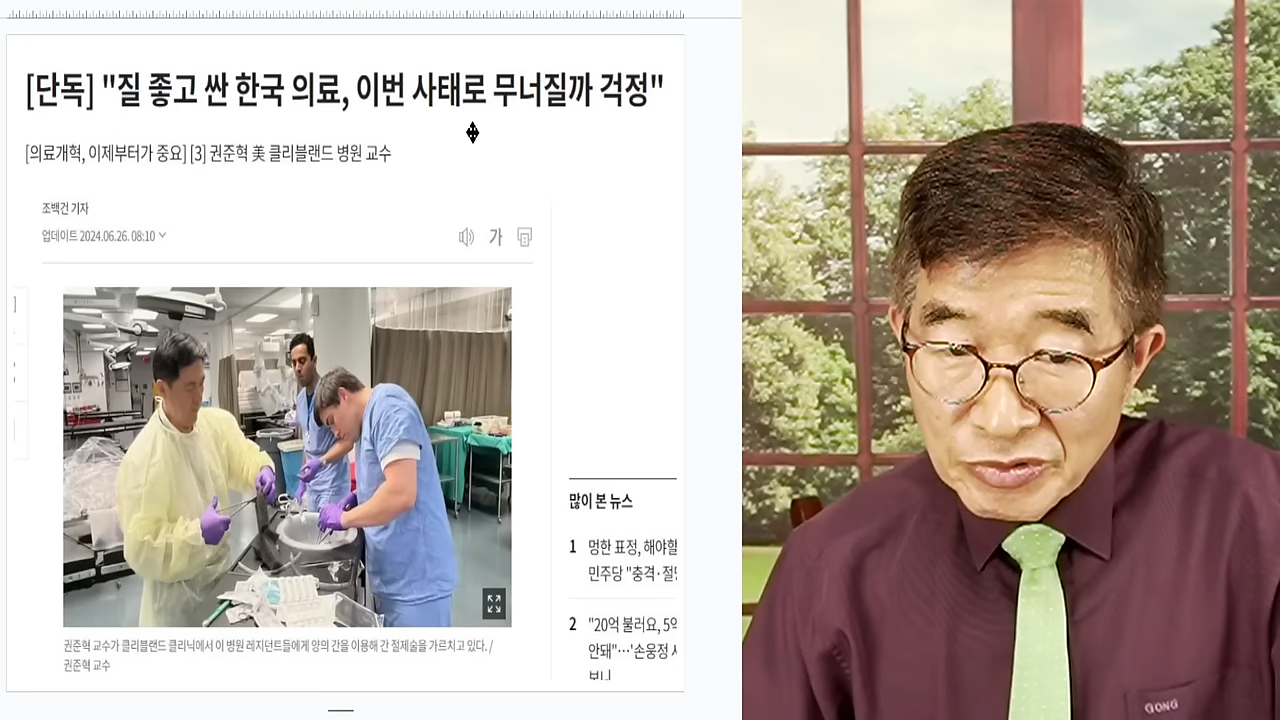 [단독] "질 좋고 싼 한국 의료, 이번 사태로 무너질까 걱정"
[의료개혁, 이제부터가 중요] [3] 권준혁 美 클리블랜드 병원 교수
조백건 기자
업데이트 2024.06.26. 08:10
가
권준혁 교수가 클리블랜드 클리닉에서 이 병원 레지던트들에게 양의 간을 이용해 간 절제술을 가르치고 있다. /
권준혁 교수
많이 본 뉴스
1 멍한 표정, 해야할
민주당 "충격·절망
2 "20억 불러요, 5억
안돼"…'손웅정
GONG